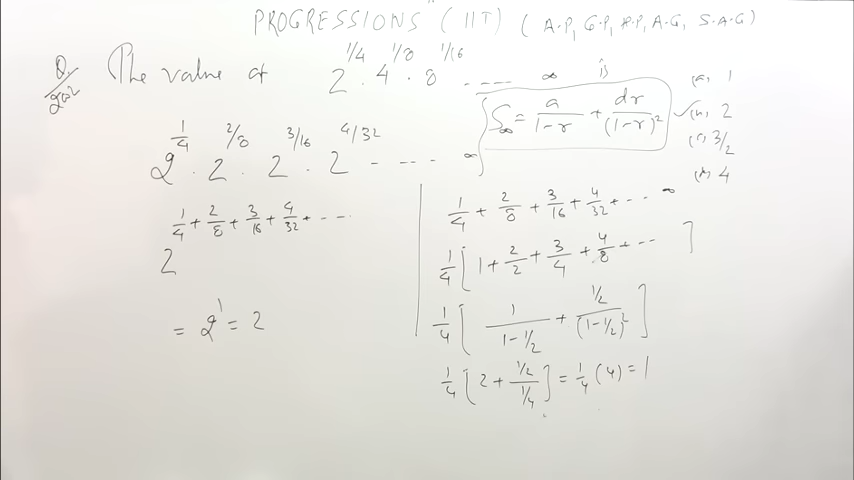 PROGRESSIONS" (IIT) (A.P, G.P, H.P, A.G, S.A.G)
Q. 2002 The value of 2^{1/4} . 4^{1/8} . 8^{1/16} ---- ∞ is
(a) 1
(b) 2
(c) 3/2
(d) 4
S_∞ = a/(1-r) + dr/(1-r)^2
2^{1/4} . 2^{2/8} . 2^{3/16} . 2^{4/32} - --- ∞
2^{1/4 + 2/8 + 3/16 + 4/32 + ---}
= 2^1 = 2
1/4 + 2/8 + 3/16 + 4/32 + -- ∞
1/4 [1 + 2/2 + 3/4 + 4/8 + -- ]
1/4 [1/(1-1/2) + (1/2)/(1-1/2)^2]
1/4 [2 + (1/2)/(1/4)] = 1/4 (4) = 1